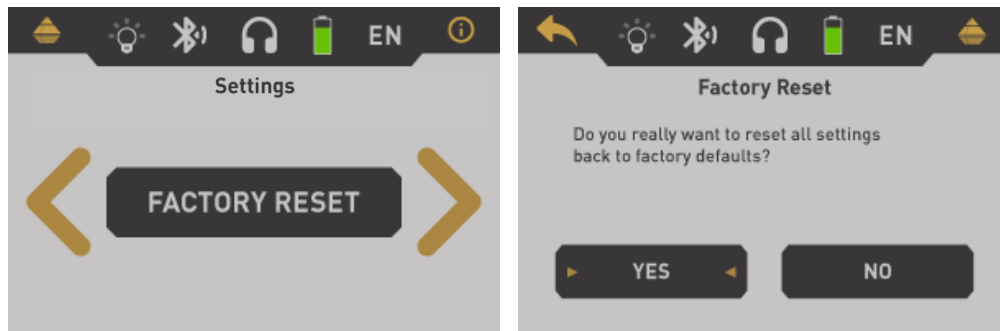 EN
Settings
FACTORY RESET
EN
Factory Reset
Do you really want to reset all settings
back to factory defaults?
YES
NO